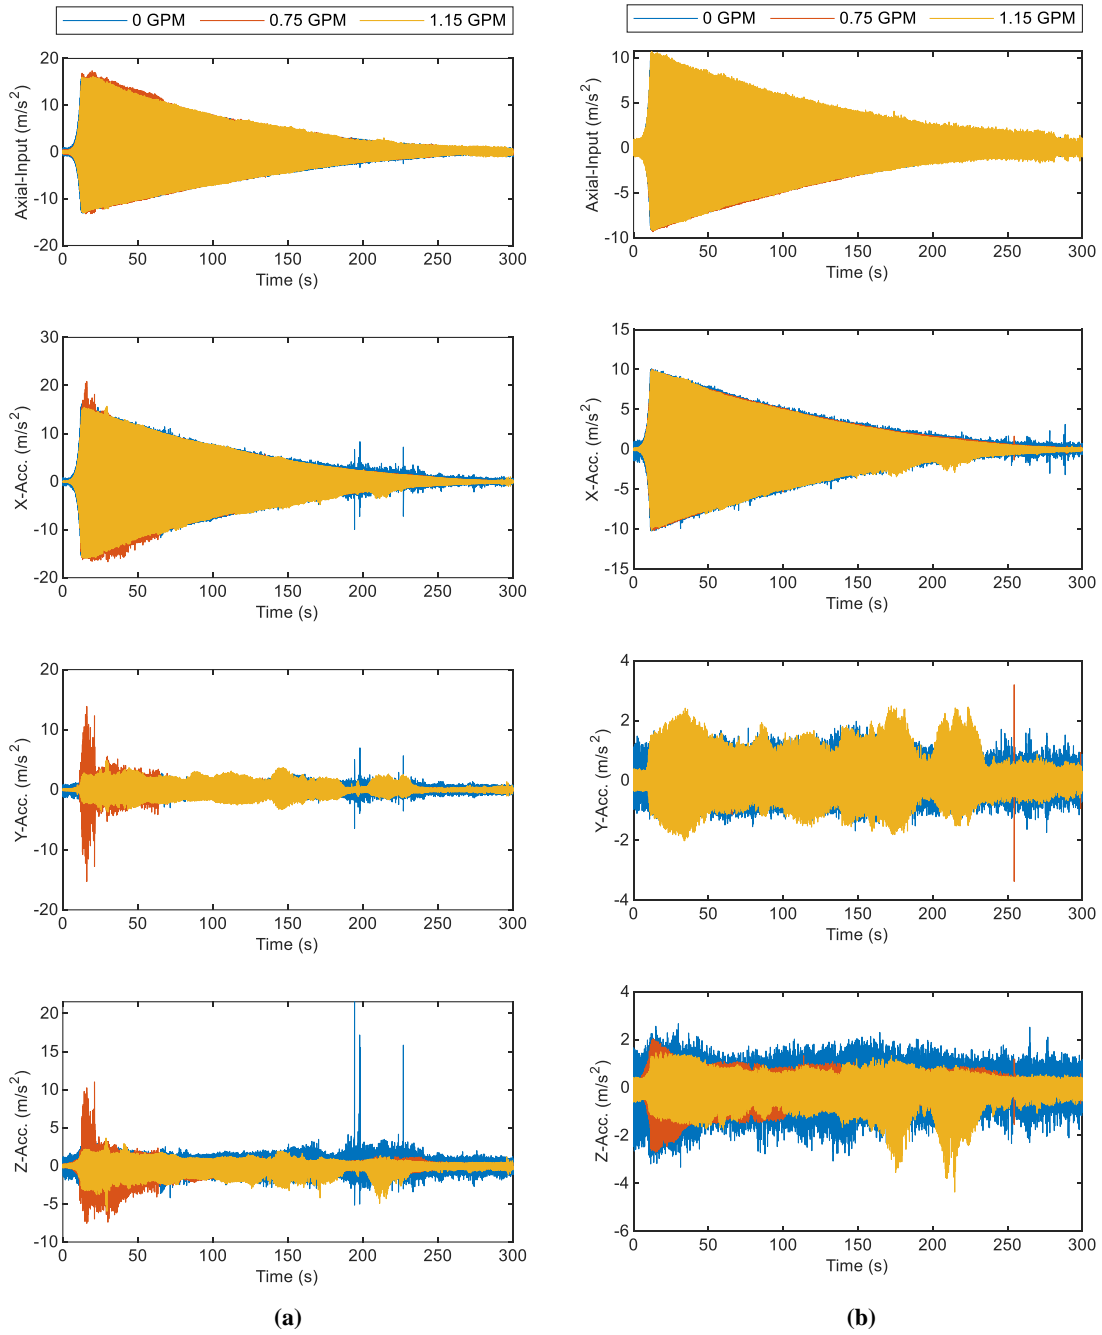 0 GPM 0.75 GPM 1.15 GPM
20
10
0
-10
-20
Axial-Input (m/s²)
0 50 100 150 200 250 300
Time (s)
30
20
10
0
-10
-20
X-Acc. (m/s²)
0 50 100 150 200 250 300
Time (s)
20
10
0
-10
-20
Y-Acc. (m/s²)
0 50 100 150 200 250 300
Time (s)
20
15
10
5
0
-5
-10
Z-Acc. (m/s²)
0 50 100 150 200 250 300
Time (s)
(a)
0 GPM 0.75 GPM 1.15 GPM
10
5
0
-5
-10
Axial-Input (m/s²)
0 50 100 150 200 250 300
Time (s)
15
10
5
0
-5
-10
-15
X-Acc. (m/s²)
0 50 100 150 200 250 300
Time (s)
4
2
0
-2
-4
Y-Acc. (m/s²)
0 50 100 150 200 250 300
Time (s)
4
2
0
-2
-4
-6
Z-Acc. (m/s²)
0 50 100 150 200 250 300
Time (s)
(b)